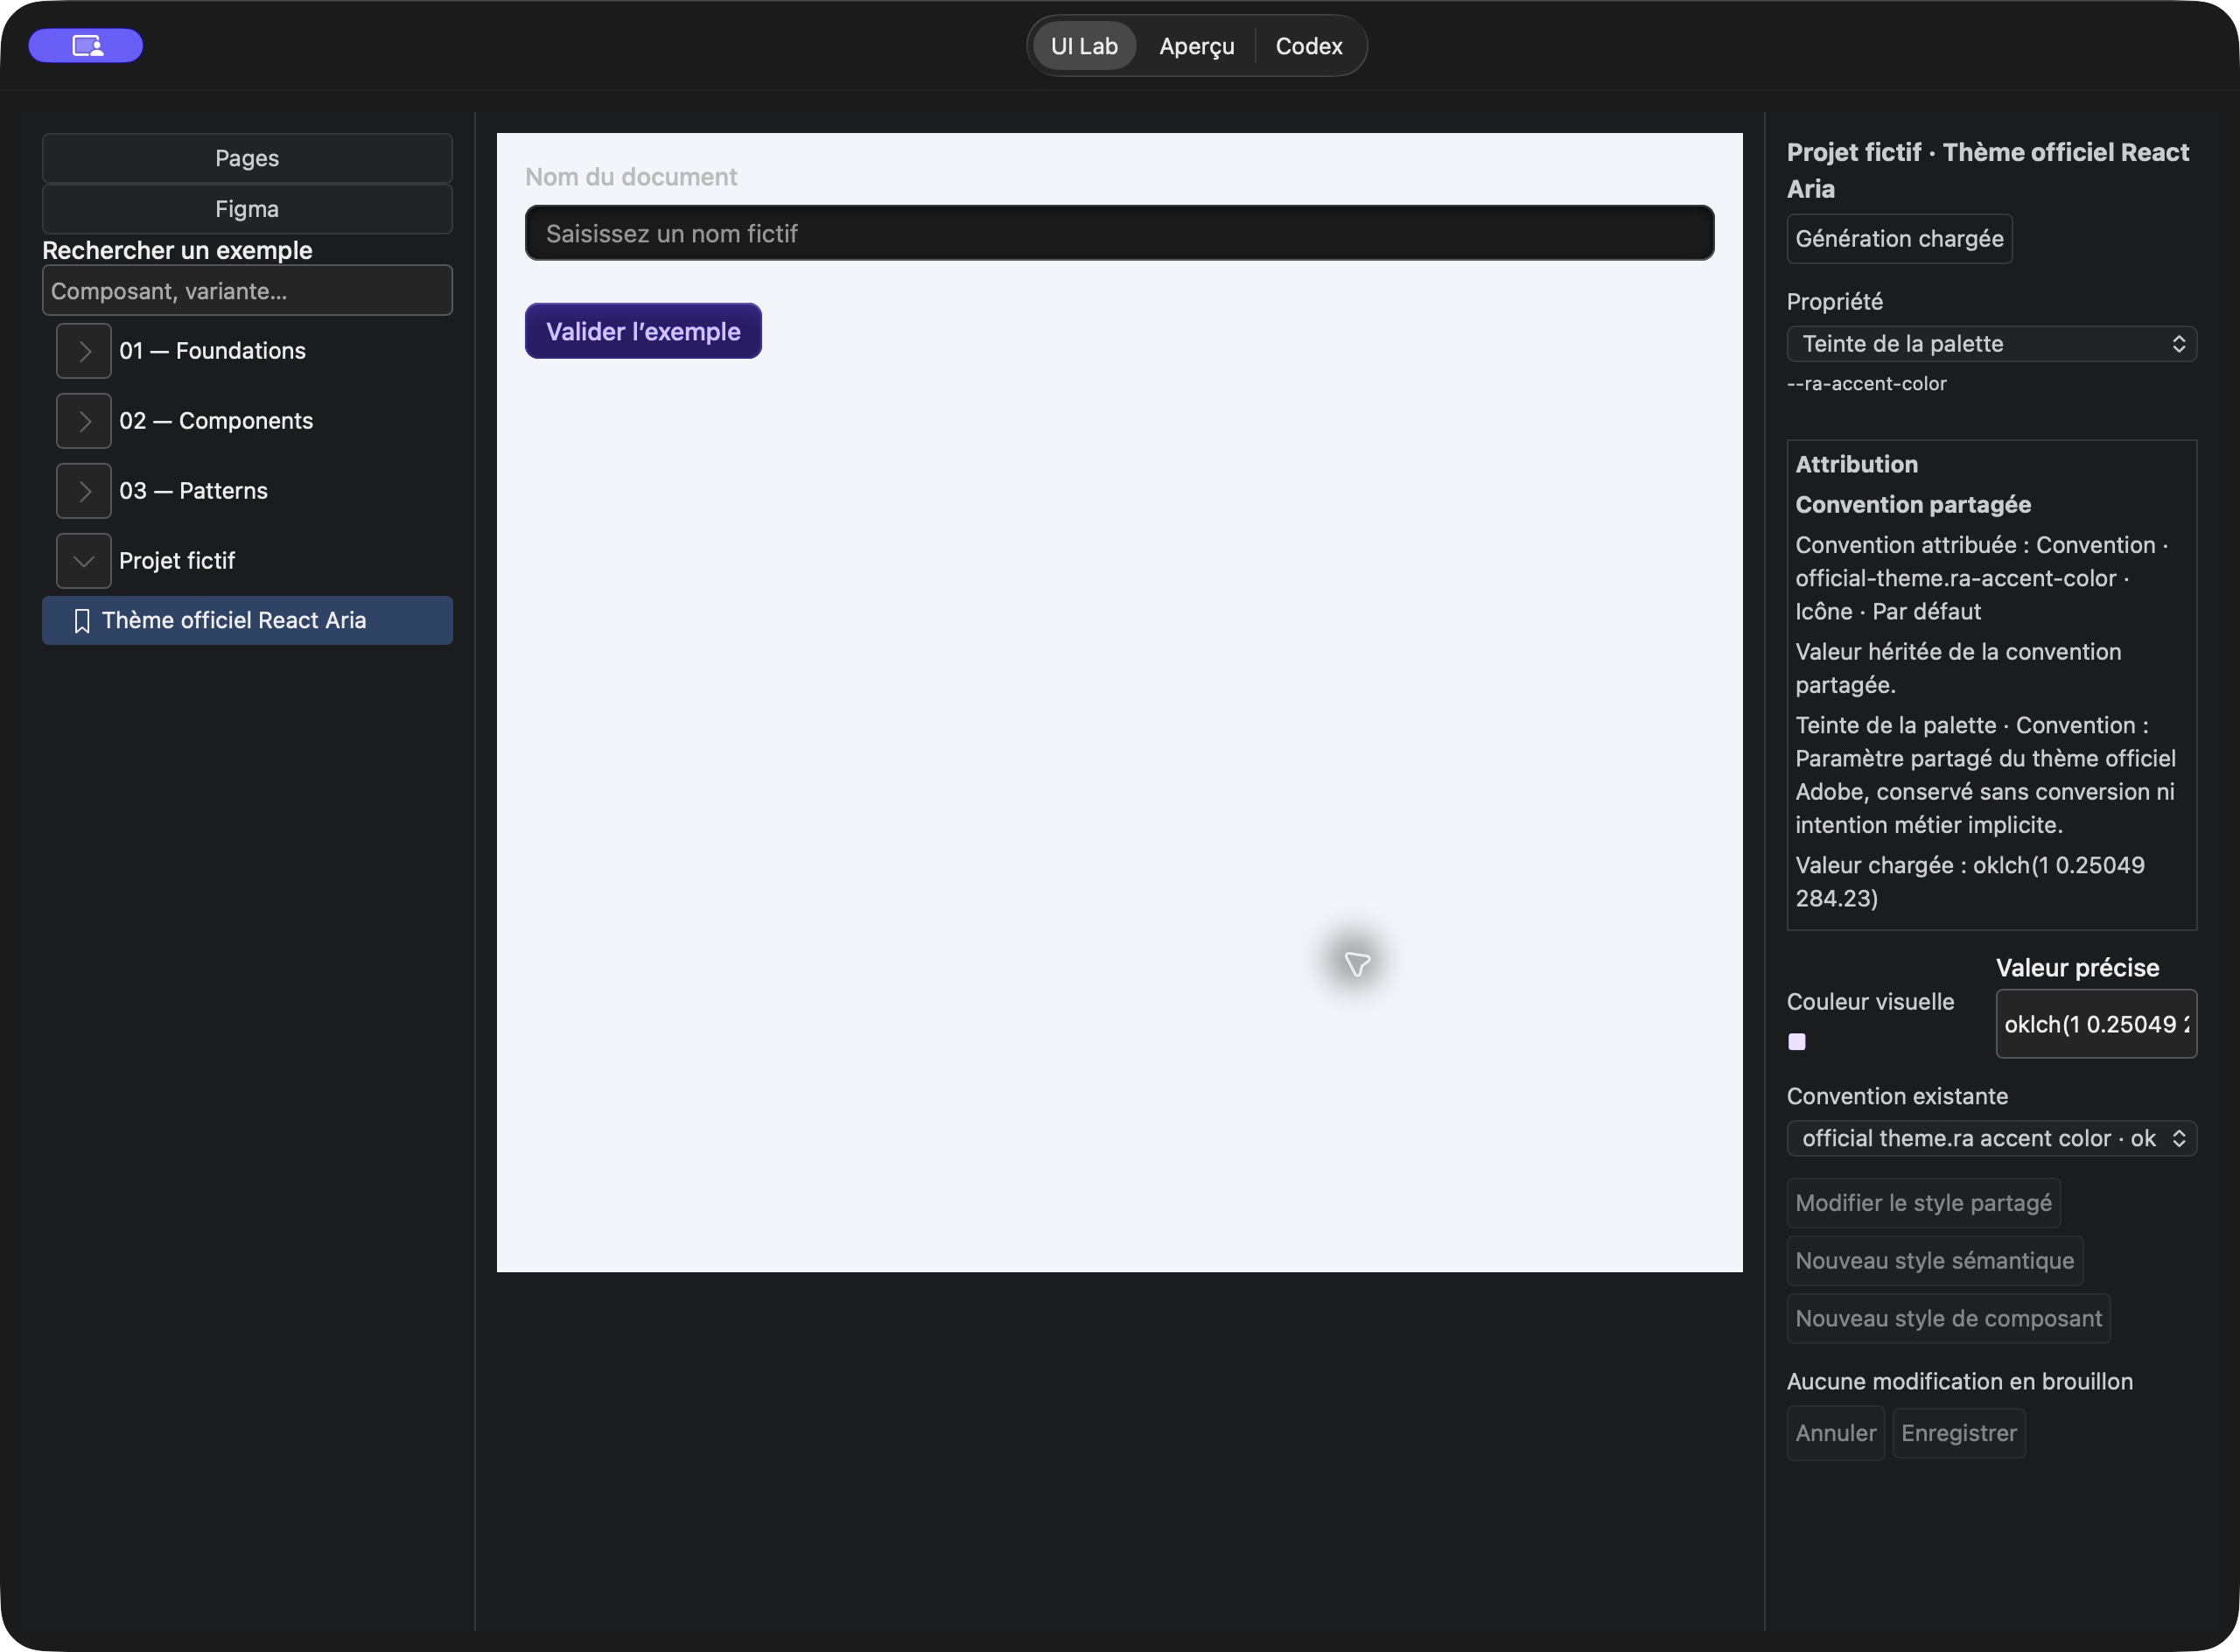 UI Lab
Aperçu
Codex
Pages
Figma
Rechercher un exemple
Composant, variante...
01 — Foundations
02 — Components
03 — Patterns
Projet fictif
Thème officiel React Aria
Nom du document
Saisissez un nom fictif
Valider l’exemple
Projet fictif · Thème officiel React
Aria
Génération chargée
Propriété
Teinte de la palette
--ra-accent-color
Attribution
Convention partagée
Convention attribuée : Convention ·
official-theme.ra-accent-color ·
Icône · Par défaut
Valeur héritée de la convention
partagée.
Teinte de la palette · Convention :
Paramètre partagé du thème officiel
Adobe, conservé sans conversion ni
intention métier implicite.
Valeur chargée : oklch(1 0.25049
284.23)
Couleur visuelle
Valeur précise
oklch(1 0.25049
Convention existante
official theme.ra accent color · ok
Modifier le style partagé
Nouveau style sémantique
Nouveau style de composant
Aucune modification en brouillon
Annuler
Enregistrer